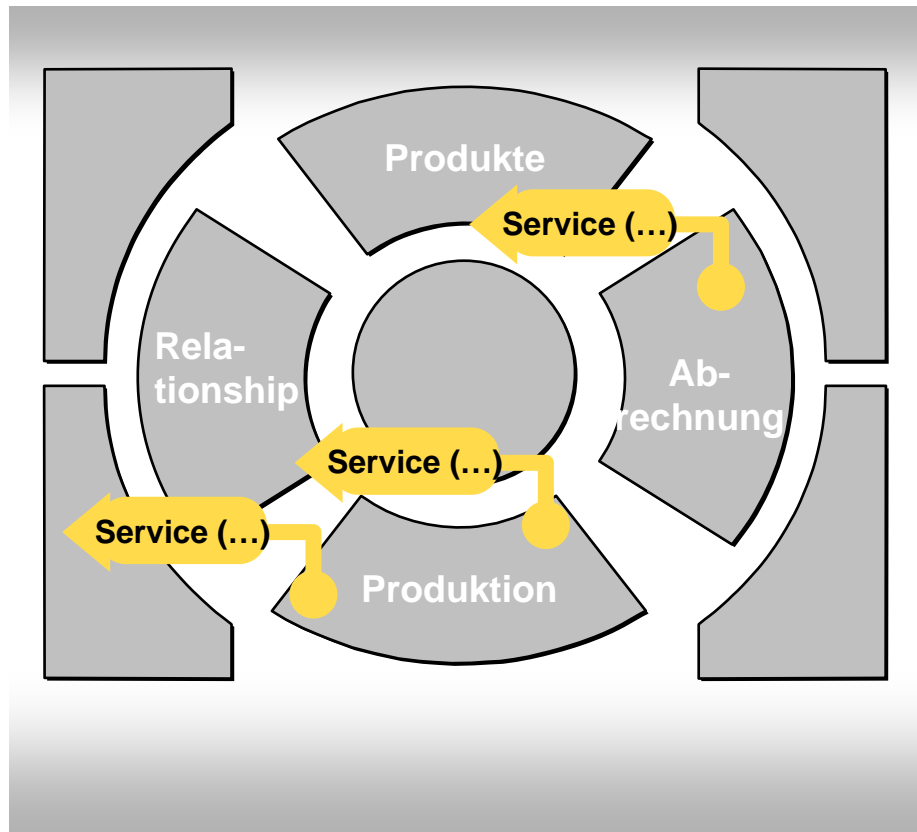 Produkte
Service (…)
Rela-
tionship
Ab-
rechnung
Service (…)
Service (…)
Produktion